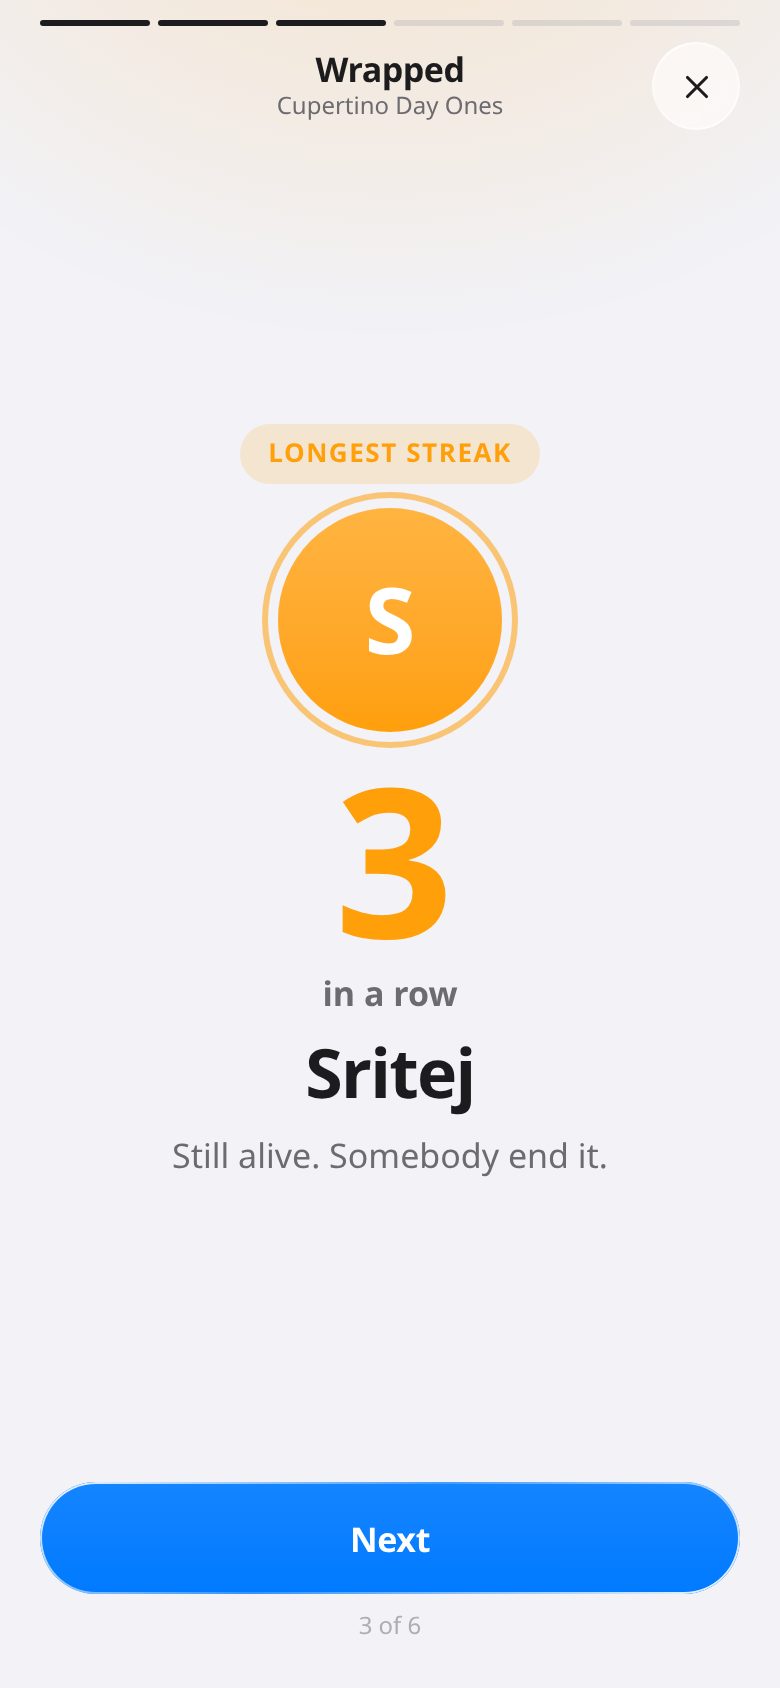 Wrapped
Cupertino Day Ones
LONGEST STREAK
S
3
in a row
Sritej
Still alive. Somebody end it.
Next
3 of 6